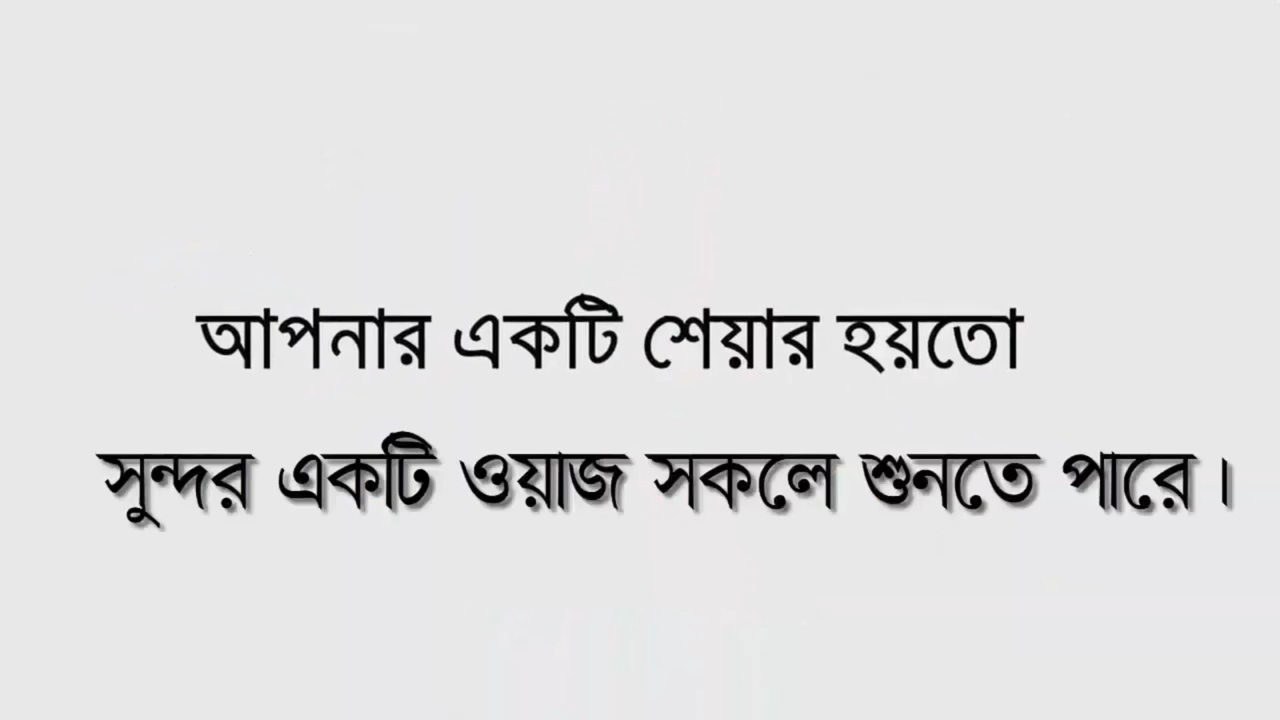 আপনার একটি শেয়ার হয়তো
সুন্দর একটি ওয়াজ সকলে শুনতে পারে।